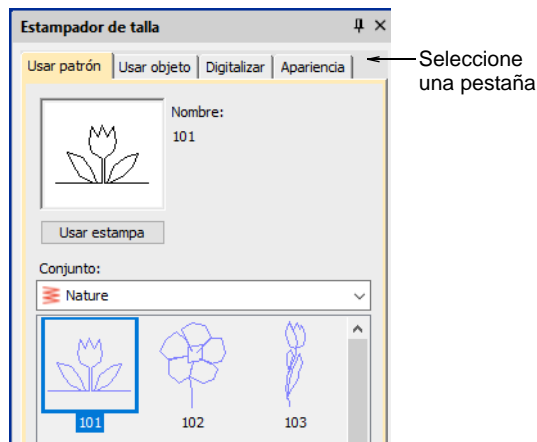 Estampador de talla
Usar patrón Usar objeto Digitalizar Apariencia
Seleccione
una pestaña
Nombre:
101
Usar estampa
Conjunto:
Nature
101 102 103